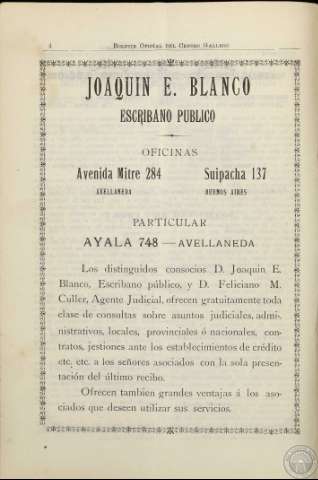 4 BOLETIN OFICIAL DEL CENTRO GALLEGO
JOAQUIN E. BLANCO
ESCRIBANO PUBLICO
OFICINAS
Avenida Mitre 284 Suipacha 137
AVELLANEDA BUENOS AIRES
PARTICULAR
AYALA 748 — AVELLANEDA
Los distinguidos consocios D. Joaquin E.
Blanco, Escribano público, y D. Feliciano M.
Culler, Agente Judicial, ofrecen gratuitamente toda
clase de consultas sobre asuntos judiciales, admi-
nistrativos, locales, provinciales ó nacionales, con-
tratos, jestiones ante los establecimientos de crédito
etc. etc. a los señores asociados con la sola presen-
tación del último recibo.
Ofrecen tambien grandes ventajas á los aso-
ciados que deseen utilizar sus servicios.